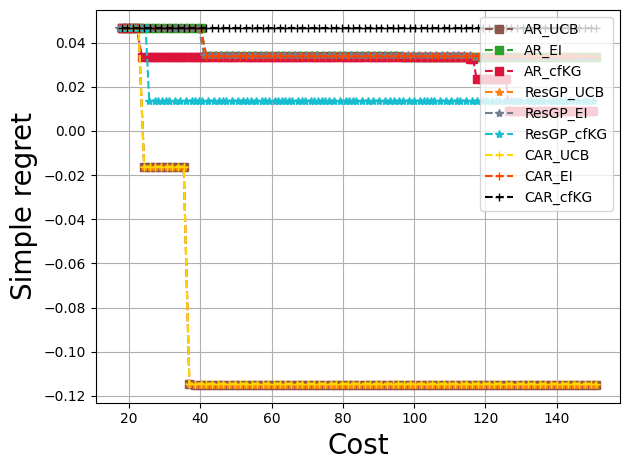 0.04
0.02
0.00
−0.02
−0.04
−0.06
−0.08
−0.10
−0.12
Simple regret
AR_UCB
AR_EI
AR_cfKG
ResGP_UCB
ResGP_EI
ResGP_cfKG
CAR_UCB
CAR_EI
CAR_cfKG
20 40 60 80 100 120 140
Cost